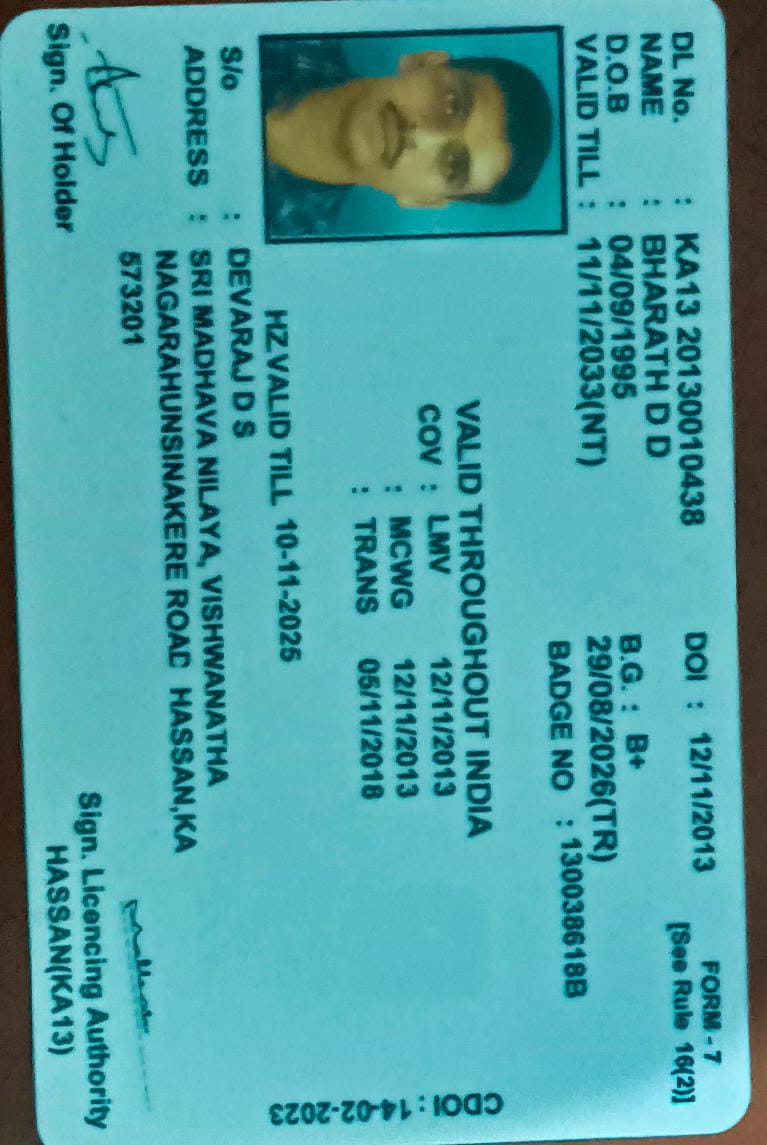 FORM - 7
[See Rule 16(2)]
DL No. : KA13 20130010438 DOI : 12/11/2013
NAME : BHARATH D D
D.O.B : 04/09/1995 B.G. : B+
VALID TILL : 11/11/2033(NT) 29/08/2026(TR)
BADGE NO : 130038618B
VALID THROUGHOUT INDIA
COV : LMV 12/11/2013
: MCWG 12/11/2013
: TRANS 05/11/2018
HZ VALID TILL 10-11-2025
S/o : DEVARAJ D S
ADDRESS : SRI MADHAVA NILAYA, VISHWANATHA
NAGARAHUNSINAKERE ROAD HASSAN,KA
573201
Sign. Of Holder
Sign. Licencing Authority
HASSAN(KA13)
CDOI : 14-02-2023